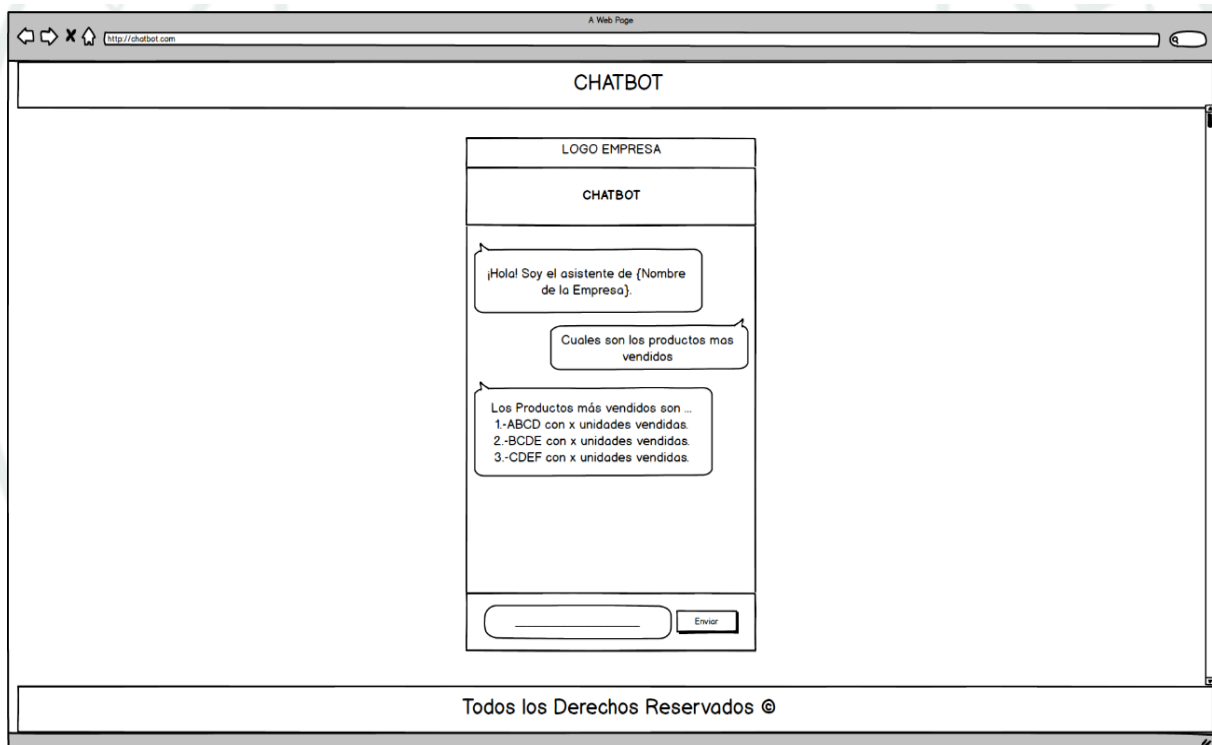 A Web Page
http://chatbot.com
CHATBOT
LOGO EMPRESA
CHATBOT
¡Hola! Soy el asistente de {Nombre
de la Empresa}.
Cuales son los productos mas
vendidos
Los Productos más vendidos son ...
1.-ABCD con x unidades vendidas.
2.-BCDE con x unidades vendidas.
3.-CDEF con x unidades vendidas.
Enviar
Todos los Derechos Reservados ©